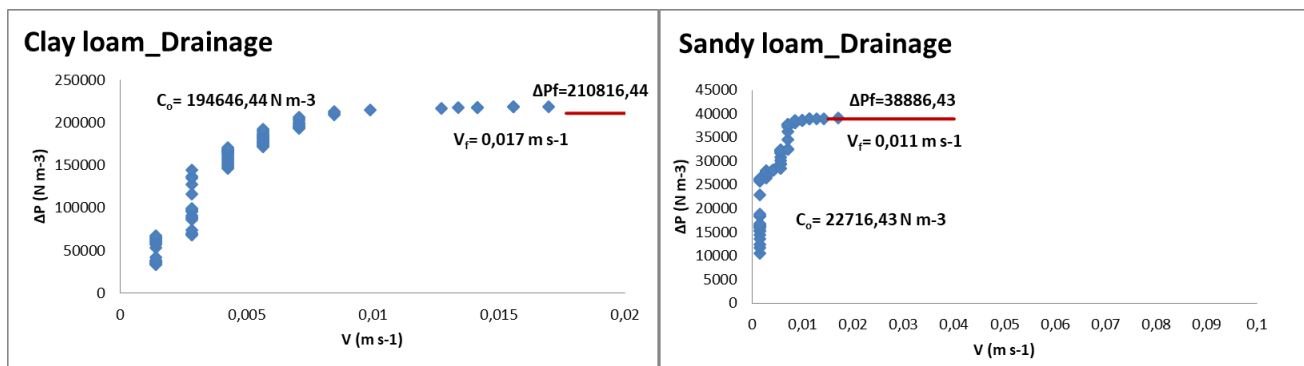 Clay loam_Drainage
250000
200000
150000
100000
50000
0
ΔP (N m-3)
Co= 194646,44 N m-3
ΔPf=210816,44
Vf= 0,017 m s-1
0 0,005 0,01 0,015 0,02
V (m s-1)
Sandy loam_Drainage
45000
40000
35000
30000
25000
20000
15000
10000
5000
0
ΔP (N m-3)
ΔPf=38886,43
Vf= 0,011 m s-1
Co= 22716,43 N m-3
0 0,01 0,02 0,03 0,04 0,05 0,06 0,07 0,08 0,09 0,1
V (m s-1)